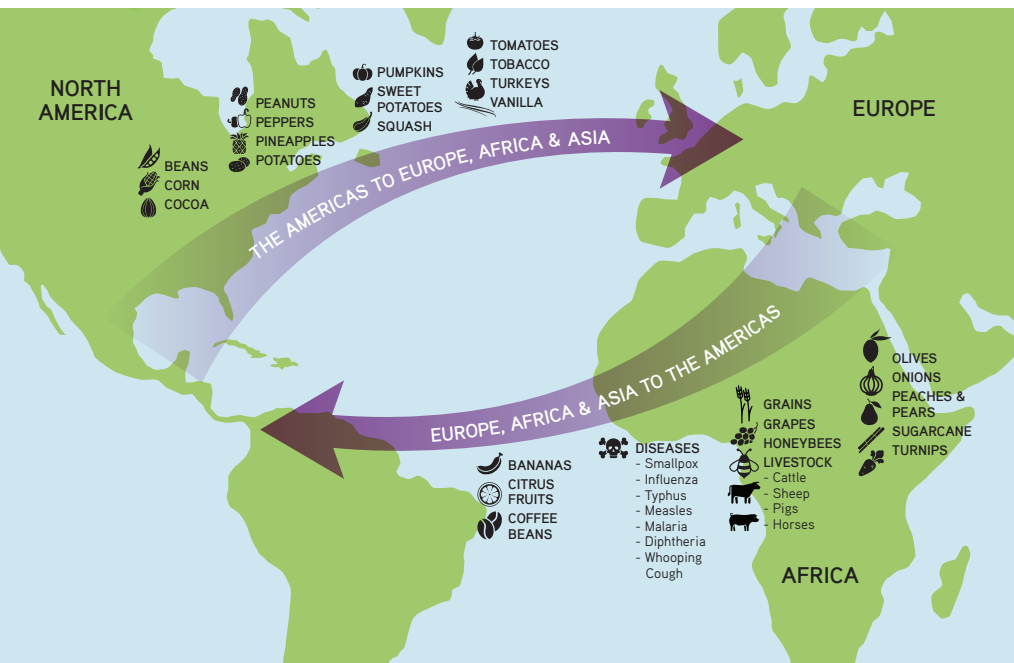 NORTH
AMERICA
BEANS
CORN
COCOA
PEANUTS
PEPPERS
PINEAPPLES
POTATOES
PUMPKINS
SWEET
POTATOES
SQUASH
TOMATOES
TOBACCO
TURKEYS
VANILLA
EUROPE
THE AMERICAS TO EUROPE, AFRICA & ASIA
EUROPE, AFRICA & ASIA TO THE AMERICAS
BANANAS
CITRUS
FRUITS
COFFEE
BEANS
DISEASES
- Smallpox
- Influenza
- Typhus
- Measles
- Malaria
- Diphtheria
- Whooping
Cough
GRAINS
GRAPES
HONEYBEES
LIVESTOCK
- Cattle
- Sheep
- Pigs
- Horses
OLIVES
ONIONS
PEACHES &
PEARS
SUGARCANE
TURNIPS
AFRICA